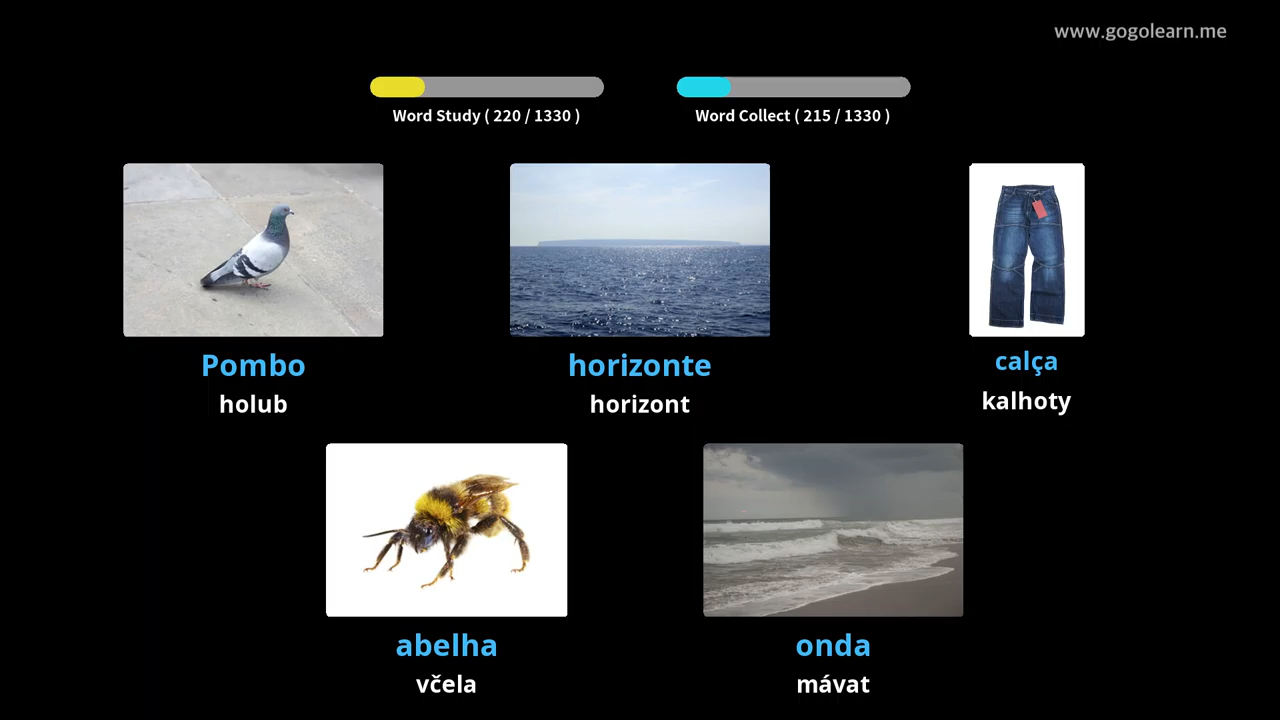 www.gogolearn.me
Word Study ( 220 / 1330 )
Word Collect ( 215 / 1330 )
Pombo
holub
horizonte
horizont
calça
kalhoty
abelha
včela
onda
mávat